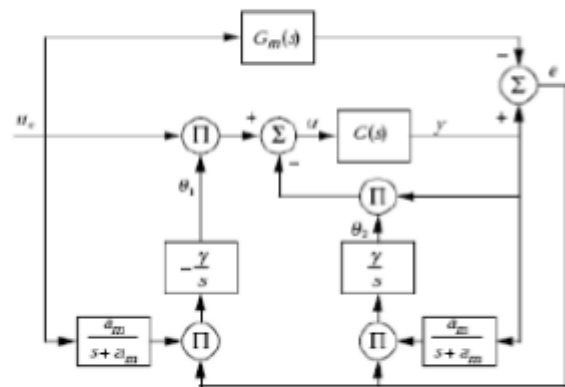 G_m(s)
−
Σ
e
+
u_c
Π
+
Σ
u
C(s)
y
−
Π
θ_1
θ_2
−γ/s
γ/s
a_m/(s + a_m)
Π
Π
a_m/(s + a_m)